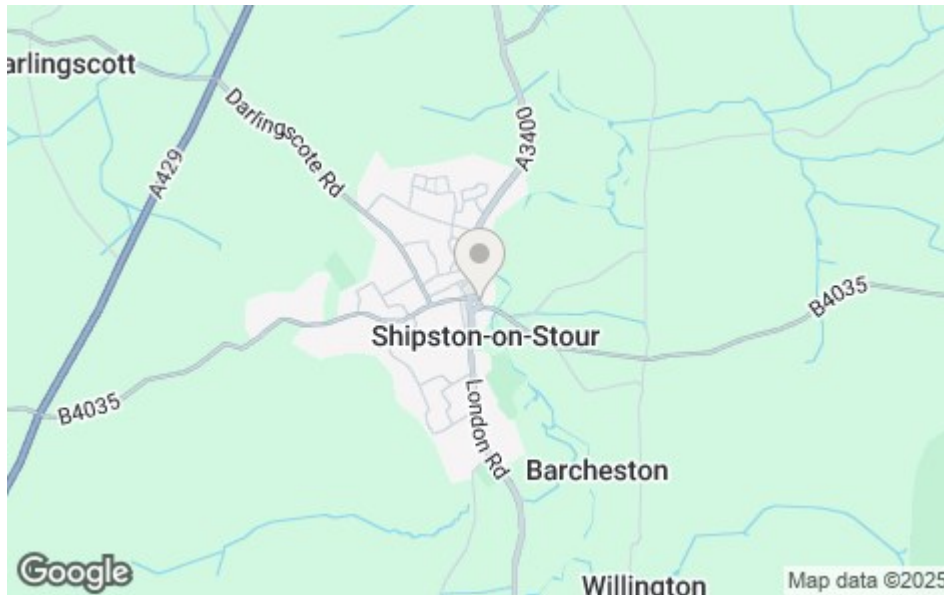 arlingscott
Darlingscote Rd
A3400
A429
B4035
Shipston-on-Stour
B4035
London Rd
Barcheston
Willington
Google
Map data ©2025